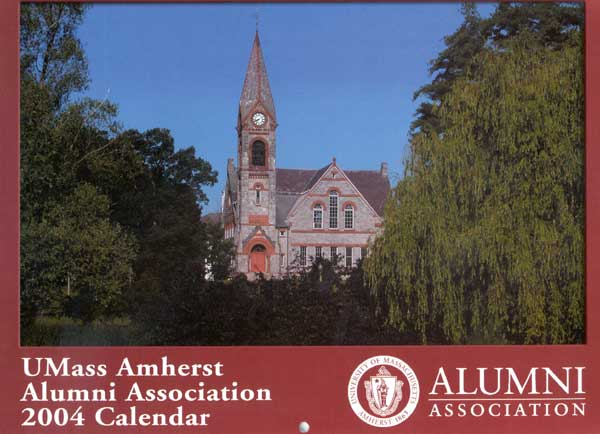 UMass Amherst
Alumni Association
2004 Calendar
UNIVERSITY OF MASSACHUSETTS
AMHERST 1863
ALUMNI
ASSOCIATION